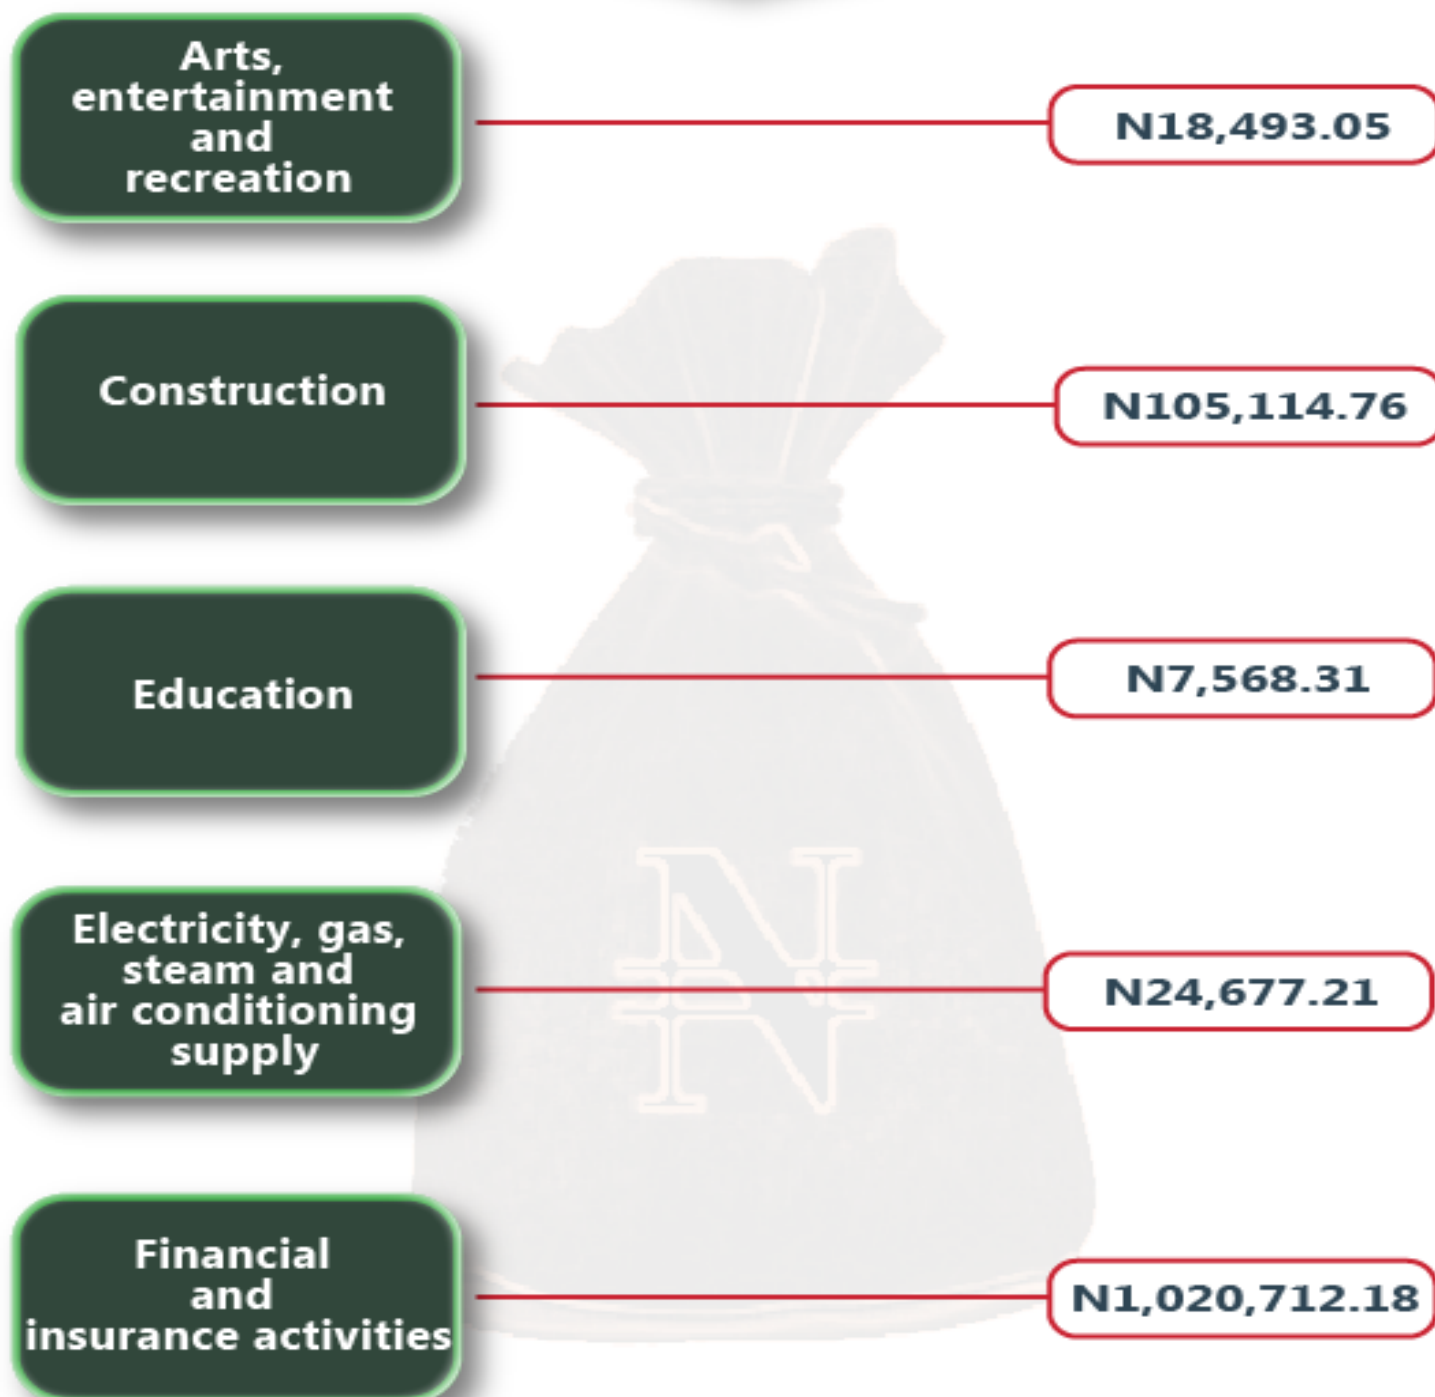 Arts,
entertainment
and
recreation
N18,493.05
Construction
N105,114.76
Education
N7,568.31
Electricity, gas,
steam and
air conditioning
supply
N24,677.21
Financial
and
insurance activities
N1,020,712.18
N